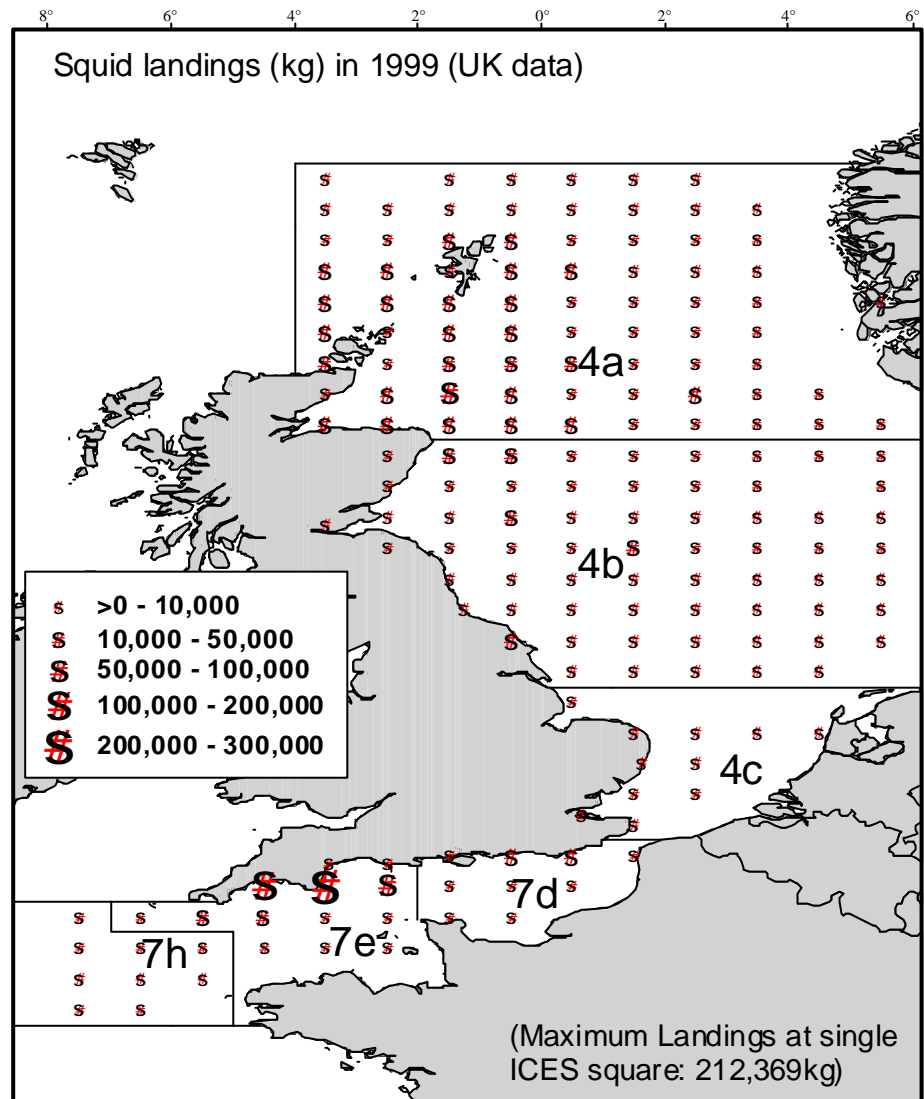 8° 6° 4° 2° 0° 2° 4° 6°
Squid landings (kg) in 1999 (UK data)
4a
4b
>0 - 10,000
10,000 - 50,000
50,000 - 100,000
100,000 - 200,000
200,000 - 300,000
4c
7d
7e
7h
(Maximum Landings at single
ICES square: 212,369kg)